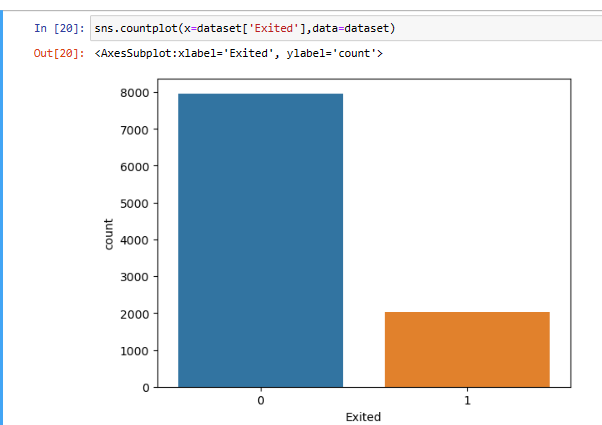 In [20]: sns.countplot(x=dataset['Exited'],data=dataset)
Out[20]: <AxesSubplot:xlabel='Exited', ylabel='count'>
8000
7000
6000
5000
4000
3000
2000
1000
0
count
0 1
Exited